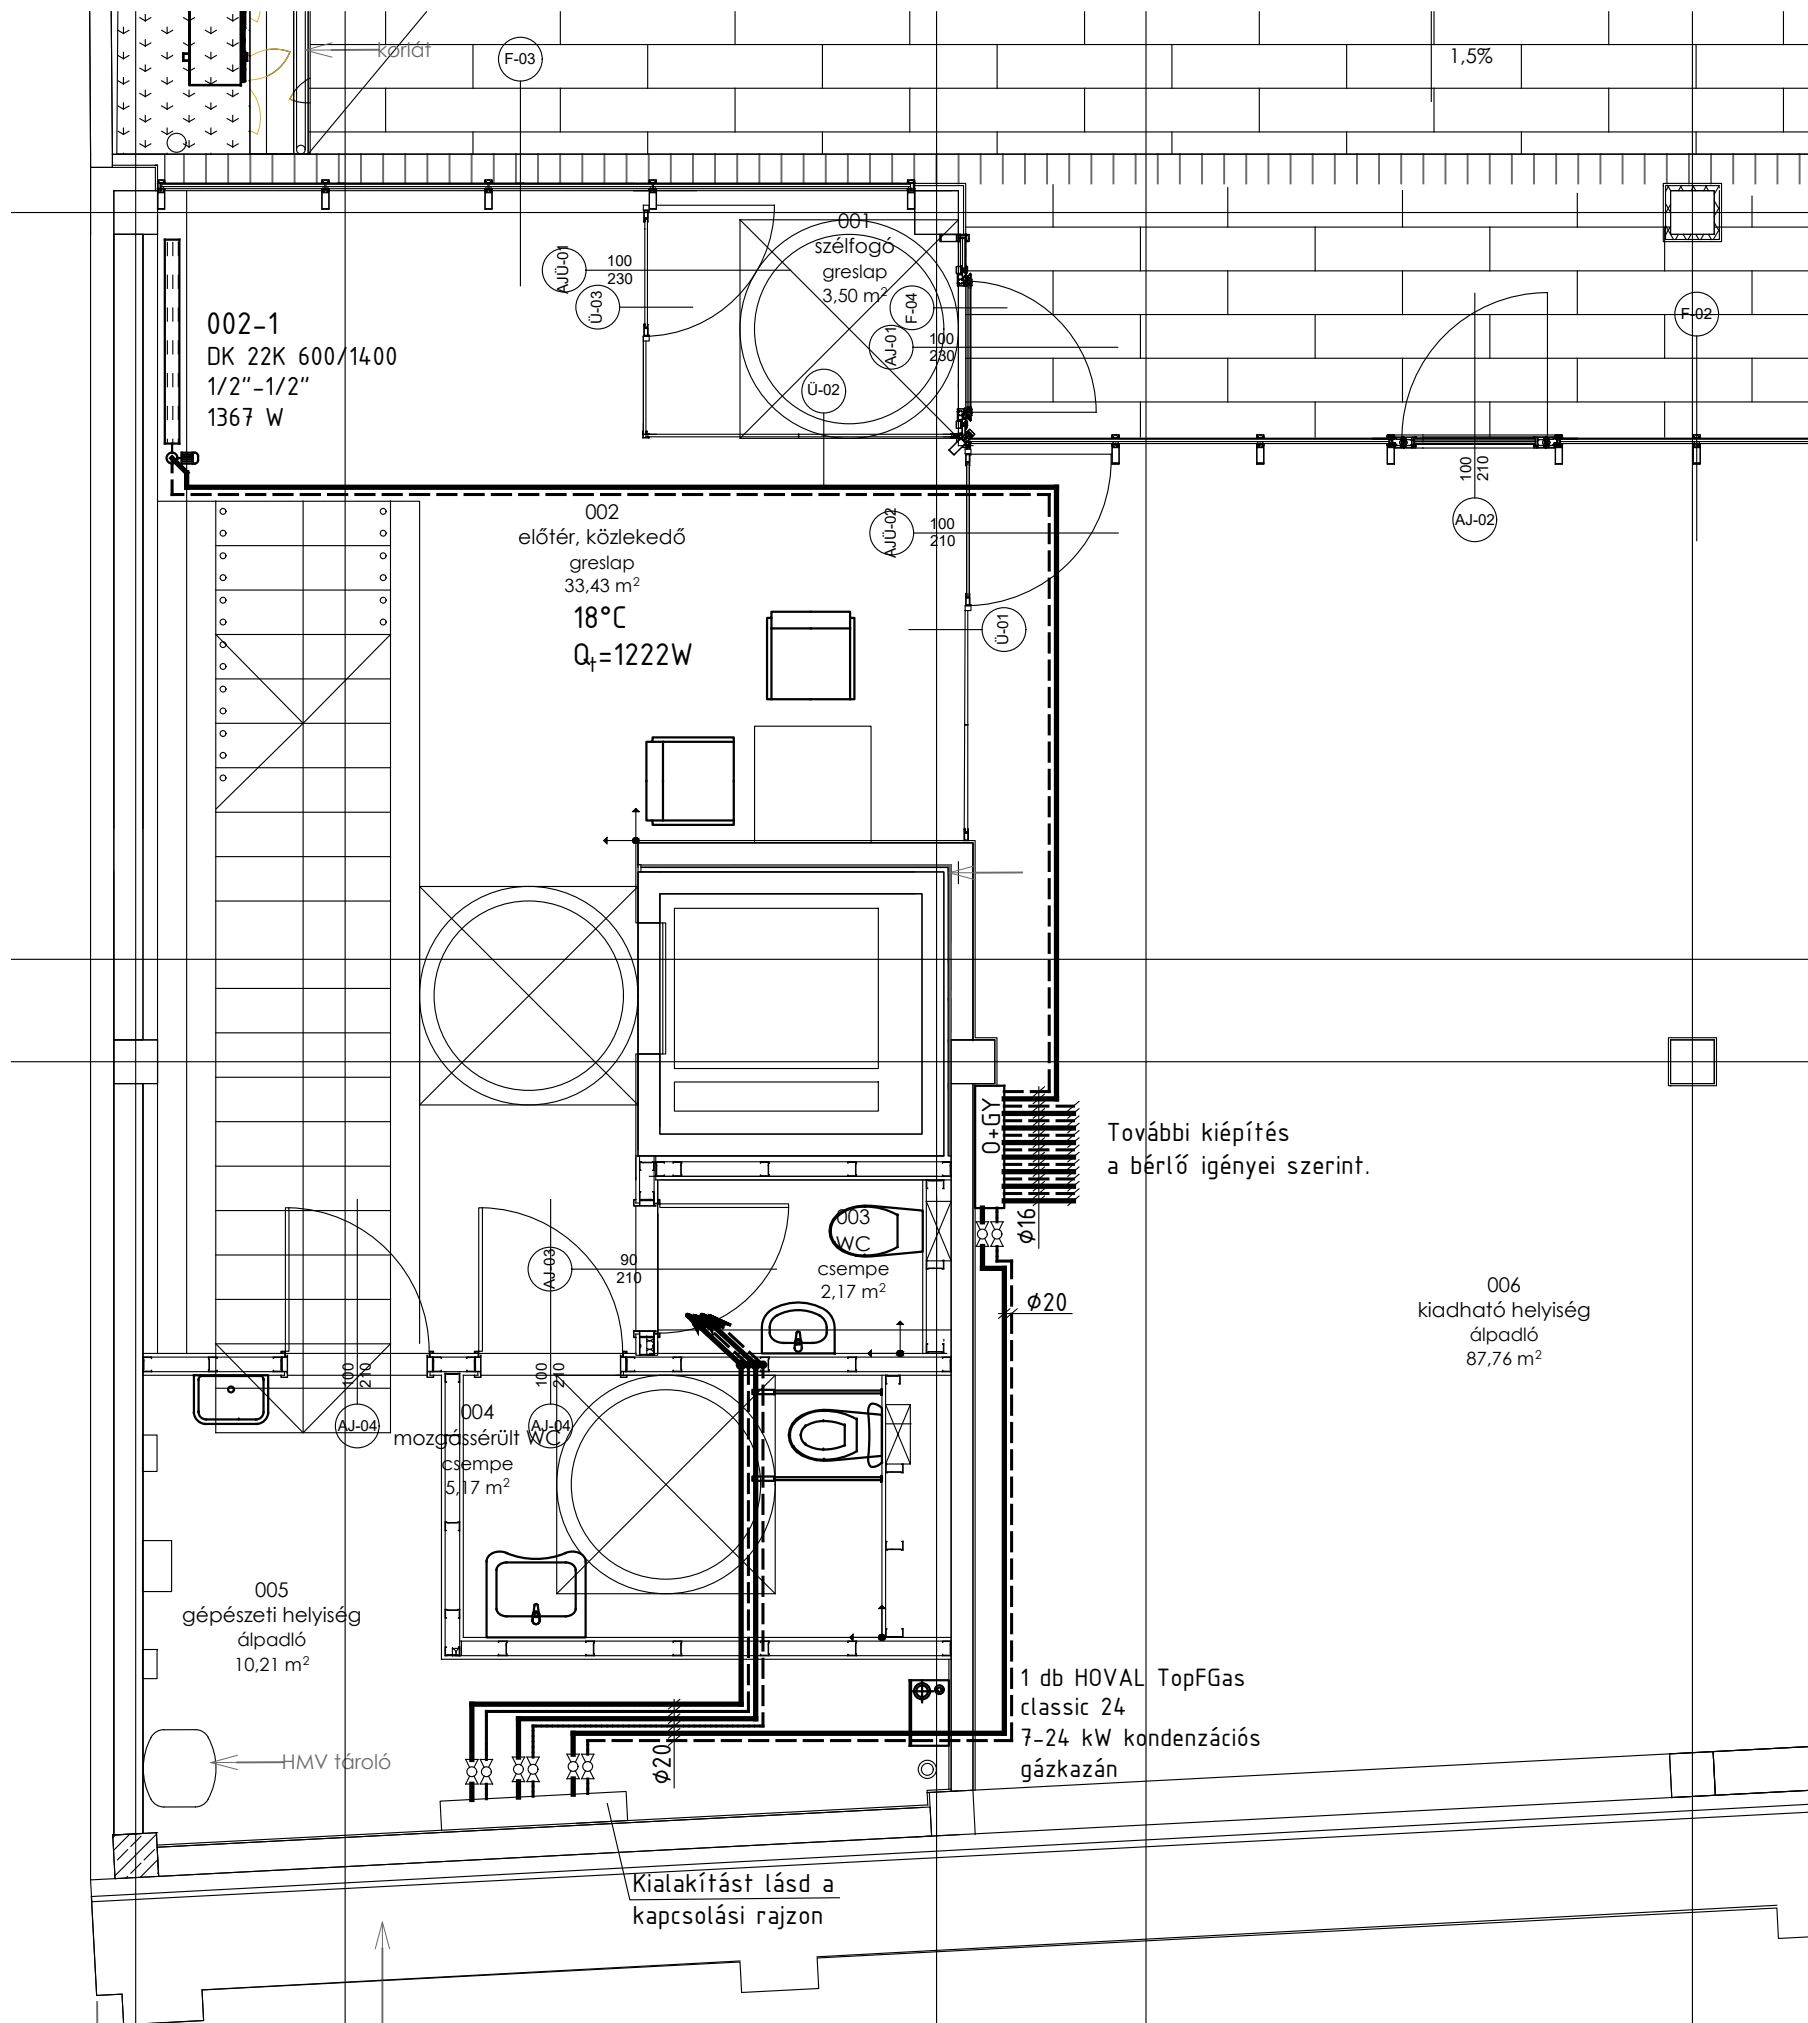 korlát
F-03
1,5%
001
szélfogó
greslap
3,50 m²
AJÜ-01
100
230
Ü-03
F-04
AJ-01
100
230
Ü-02
F-02
002-1
DK 22K 600/1400
1/2"-1/2"
1367 W
100
210
AJ-02
002
előtér, közlekedő
greslap
33,43 m²
18°C
Qt=1222W
AJÜ-02
100
210
Ü-01
O+GY
További kiépítés
a bérlő igényei szerint.
ϕ16
003
WC
csempe
2,17 m²
AJ-03
90
210
ϕ20
006
kiadható helyiség
álpadló
87,76 m²
100
210
AJ-04
100
210
AJ-04
004
mozgássérült WC
csempe
5,17 m²
005
gépészeti helyiség
álpadló
10,21 m²
1 db HOVAL TopFGas
classic 24
7-24 kW kondenzációs
gázkazán
ϕ20
HMV tároló
Kialakítást lásd a
kapcsolási rajzon